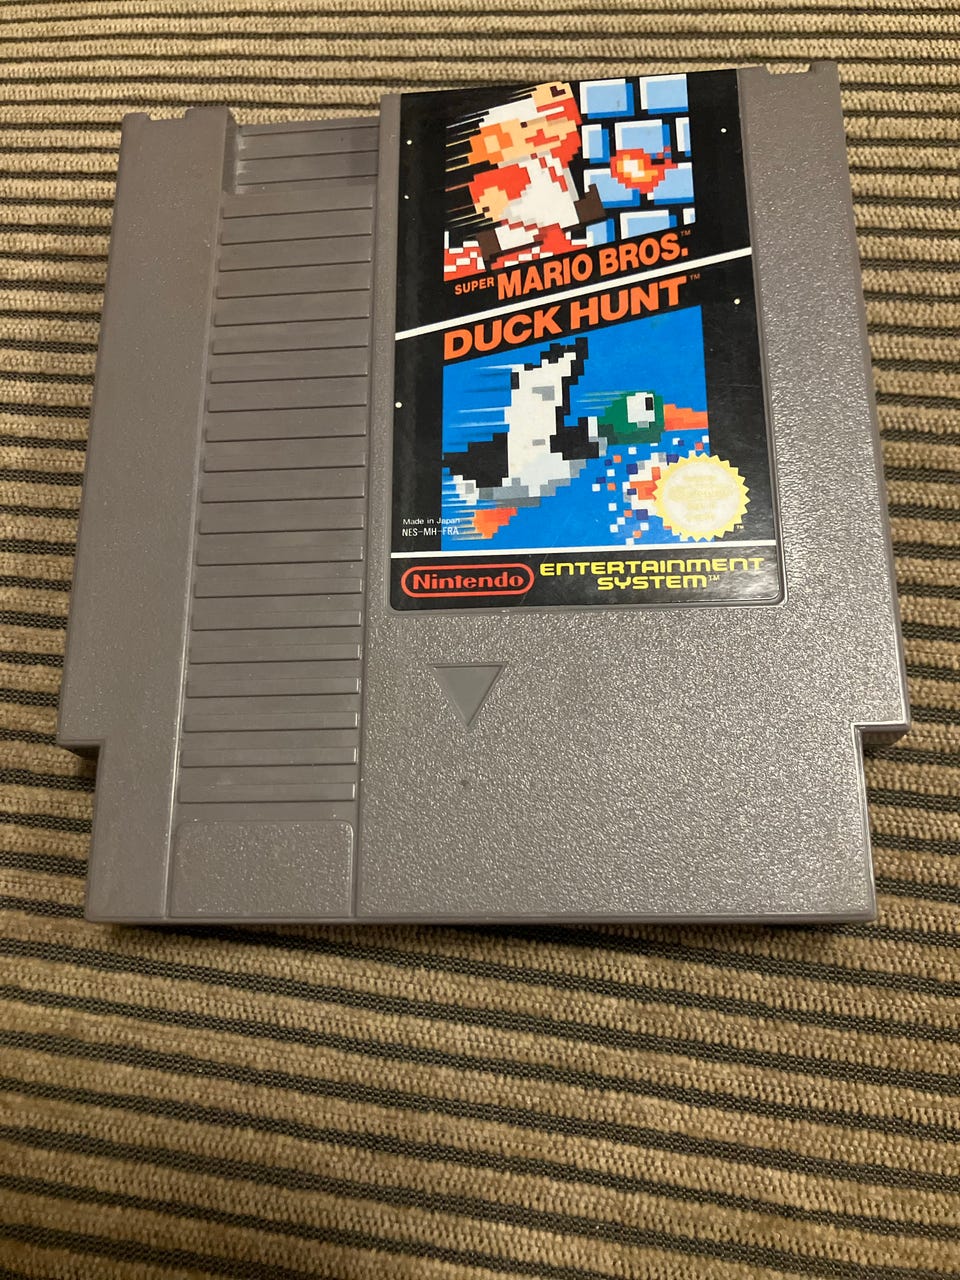 SUPER MARIO BROS.™
DUCK HUNT™
Made in Japan
NES-MH-FRA
Nintendo
ENTERTAINMENT
SYSTEM™